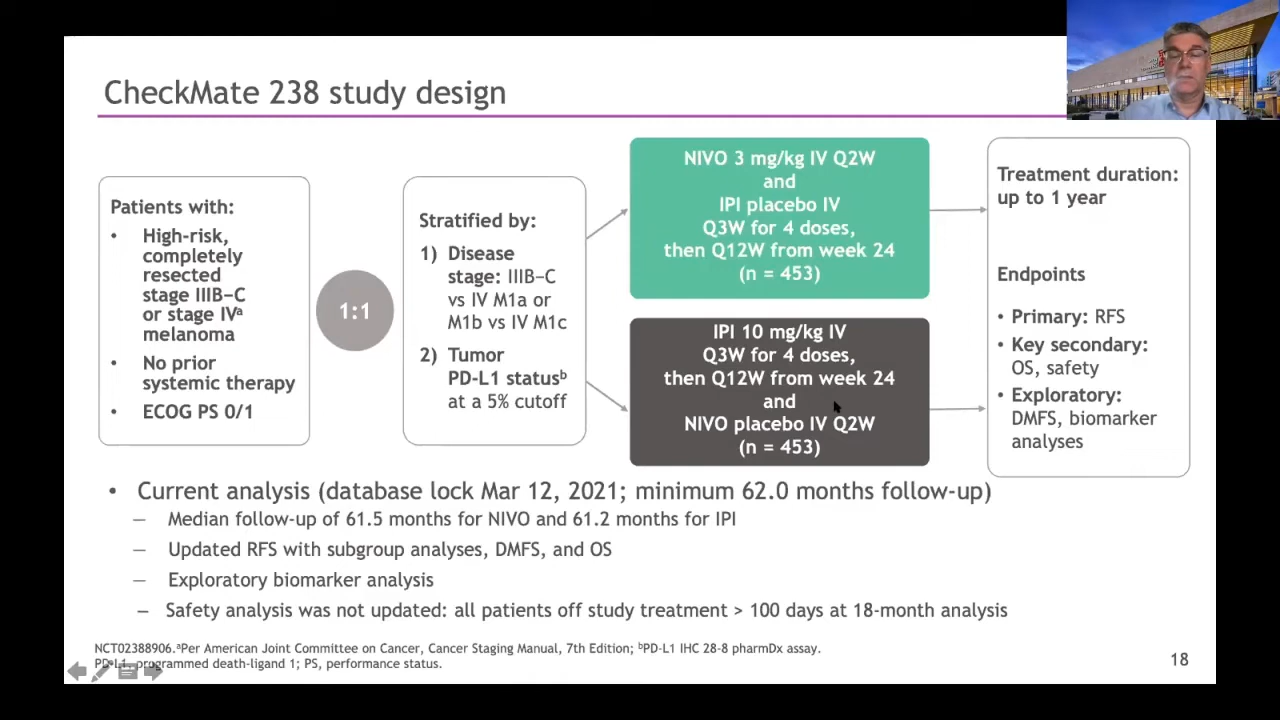 CheckMate 238 study design
Patients with:
• High-risk,
completely
resected
stage IIIB–C
or stage IVᵃ
melanoma
• No prior
systemic therapy
• ECOG PS 0/1
1:1
Stratified by:
1) Disease
stage: IIIB–C
vs IV M1a or
M1b vs IV M1c
2) Tumor
PD-L1 statusᵇ
at a 5% cutoff
NIVO 3 mg/kg IV Q2W
and
IPI placebo IV
Q3W for 4 doses,
then Q12W from week 24
(n = 453)
IPI 10 mg/kg IV
Q3W for 4 doses,
then Q12W from week 24
and
NIVO placebo IV Q2W
(n = 453)
Treatment duration:
up to 1 year
Endpoints
• Primary: RFS
• Key secondary:
OS, safety
• Exploratory:
DMFS, biomarker
analyses
• Current analysis (database lock Mar 12, 2021; minimum 62.0 months follow-up)
— Median follow-up of 61.5 months for NIVO and 61.2 months for IPI
— Updated RFS with subgroup analyses, DMFS, and OS
— Exploratory biomarker analysis
– Safety analysis was not updated: all patients off study treatment > 100 days at 18-month analysis
NCT02388906.ᵃPer American Joint Committee on Cancer, Cancer Staging Manual, 7th Edition; ᵇPD-L1 IHC 28-8 pharmDx assay.
PD-L1, programmed death-ligand 1; PS, performance status.
18